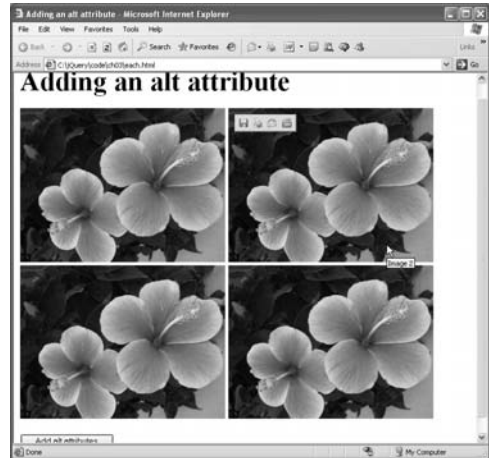 Adding an alt attribute - Microsoft Internet Explorer
File Edit View Favorites Tools Help
Back Search Favorites Links
Address C:\jQuery\code\ch03\each.html Go
Adding an alt attribute
Image 2
Add alt attributes
Done My Computer